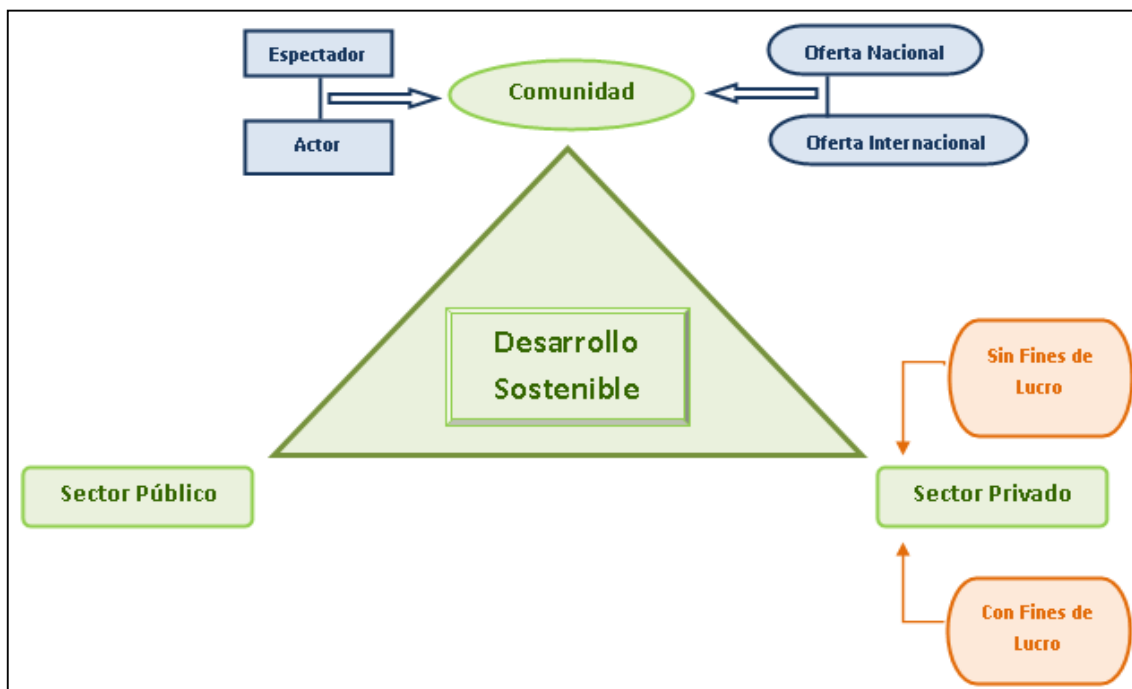 Espectador
Oferta Nacional
Comunidad
Actor
Oferta Internacional
Desarrollo
Sostenible
Sin Fines de
Lucro
Sector Público
Sector Privado
Con Fines de
Lucro